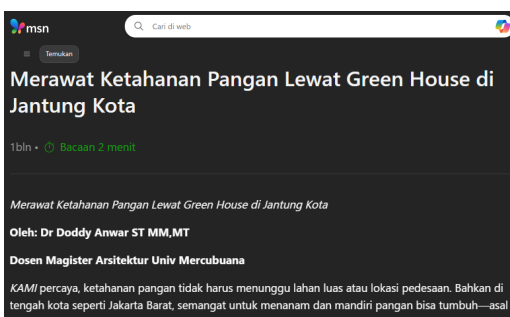 msn
Cari di web
Temukan
Merawat Ketahanan Pangan Lewat Green House di
Jantung Kota
1bln • Bacaan 2 menit
Merawat Ketahanan Pangan Lewat Green House di Jantung Kota
Oleh: Dr Doddy Anwar ST MM,MT
Dosen Magister Arsitektur Univ Mercubuana
KAMI percaya, ketahanan pangan tidak harus menunggu lahan luas atau lokasi pedesaan. Bahkan di
tengah kota seperti Jakarta Barat, semangat untuk menanam dan mandiri pangan bisa tumbuh—asal